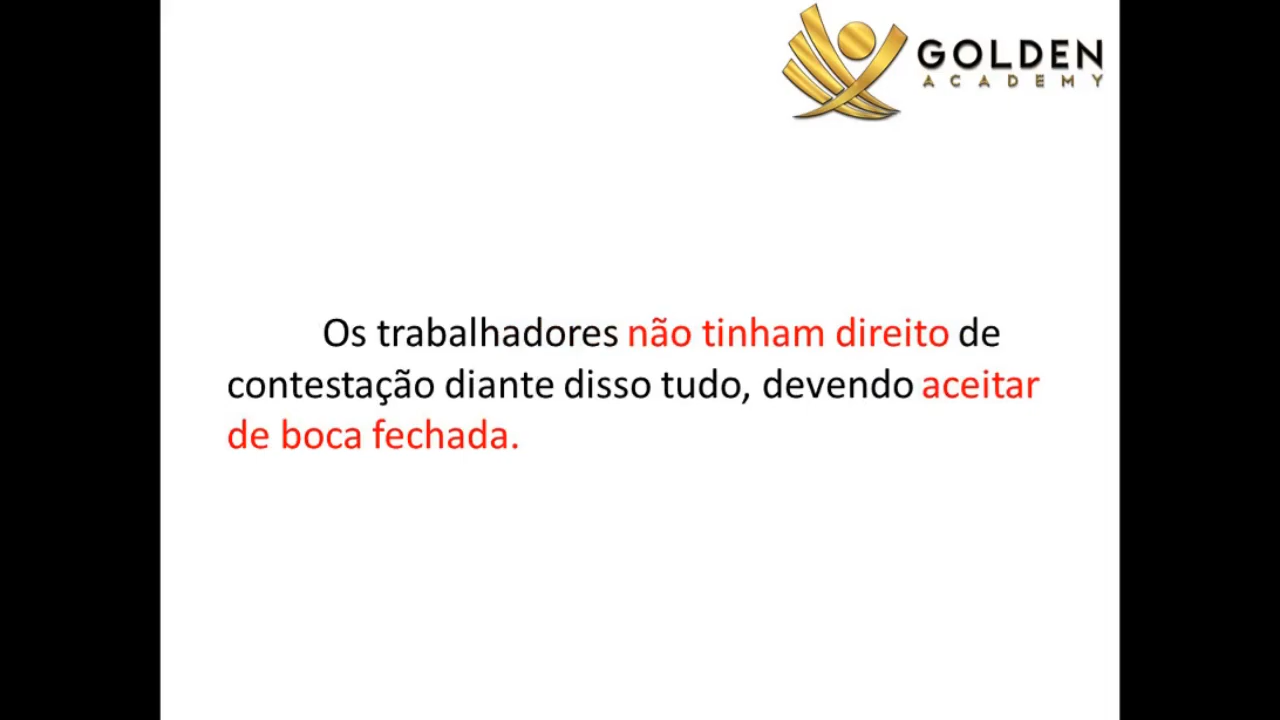 GOLDEN
ACADEMY
Os trabalhadores não tinham direito de
contestação diante disso tudo, devendo aceitar
de boca fechada.